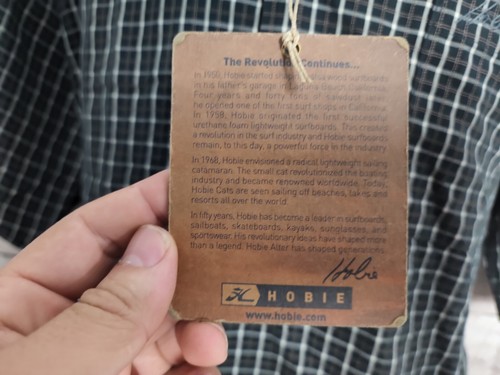 The Revolution Continues...
In 1950, Hobie started shaping balsa wood surfboards
in his father's garage in Laguna Beach, California.
Four years and forty tons of sawdust later,
he opened one of the first surf shops in California.
In 1958, Hobie originated the first successful
urethane foam lightweight surfboards. This created
a revolution in the surf industry and Hobie surfboards
remain, to this day, a powerful force in the industry.
In 1968, Hobie envisioned a radical lightweight sailing
catamaran. The small cat revolutionized the boating
industry and became renowned worldwide. Today,
Hobie Cats are seen sailing off beaches, lakes, and
resorts all over the world.
In fifty years, Hobie has become a leader in surfboards,
sailboats, skateboards, kayaks, sunglasses, and
sportswear. His revolutionary ideas have shaped more
than a legend. Hobie Alter has shaped generations.
Hobie
HOBIE
www.hobie.com